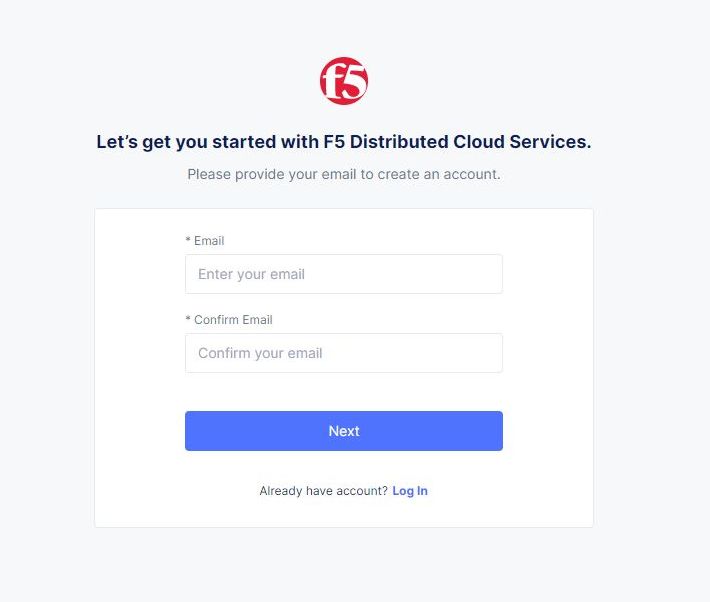 f5
Let's get you started with F5 Distributed Cloud Services.
Please provide your email to create an account.
* Email
Enter your email
* Confirm Email
Confirm your email
Next
Already have account? Log In